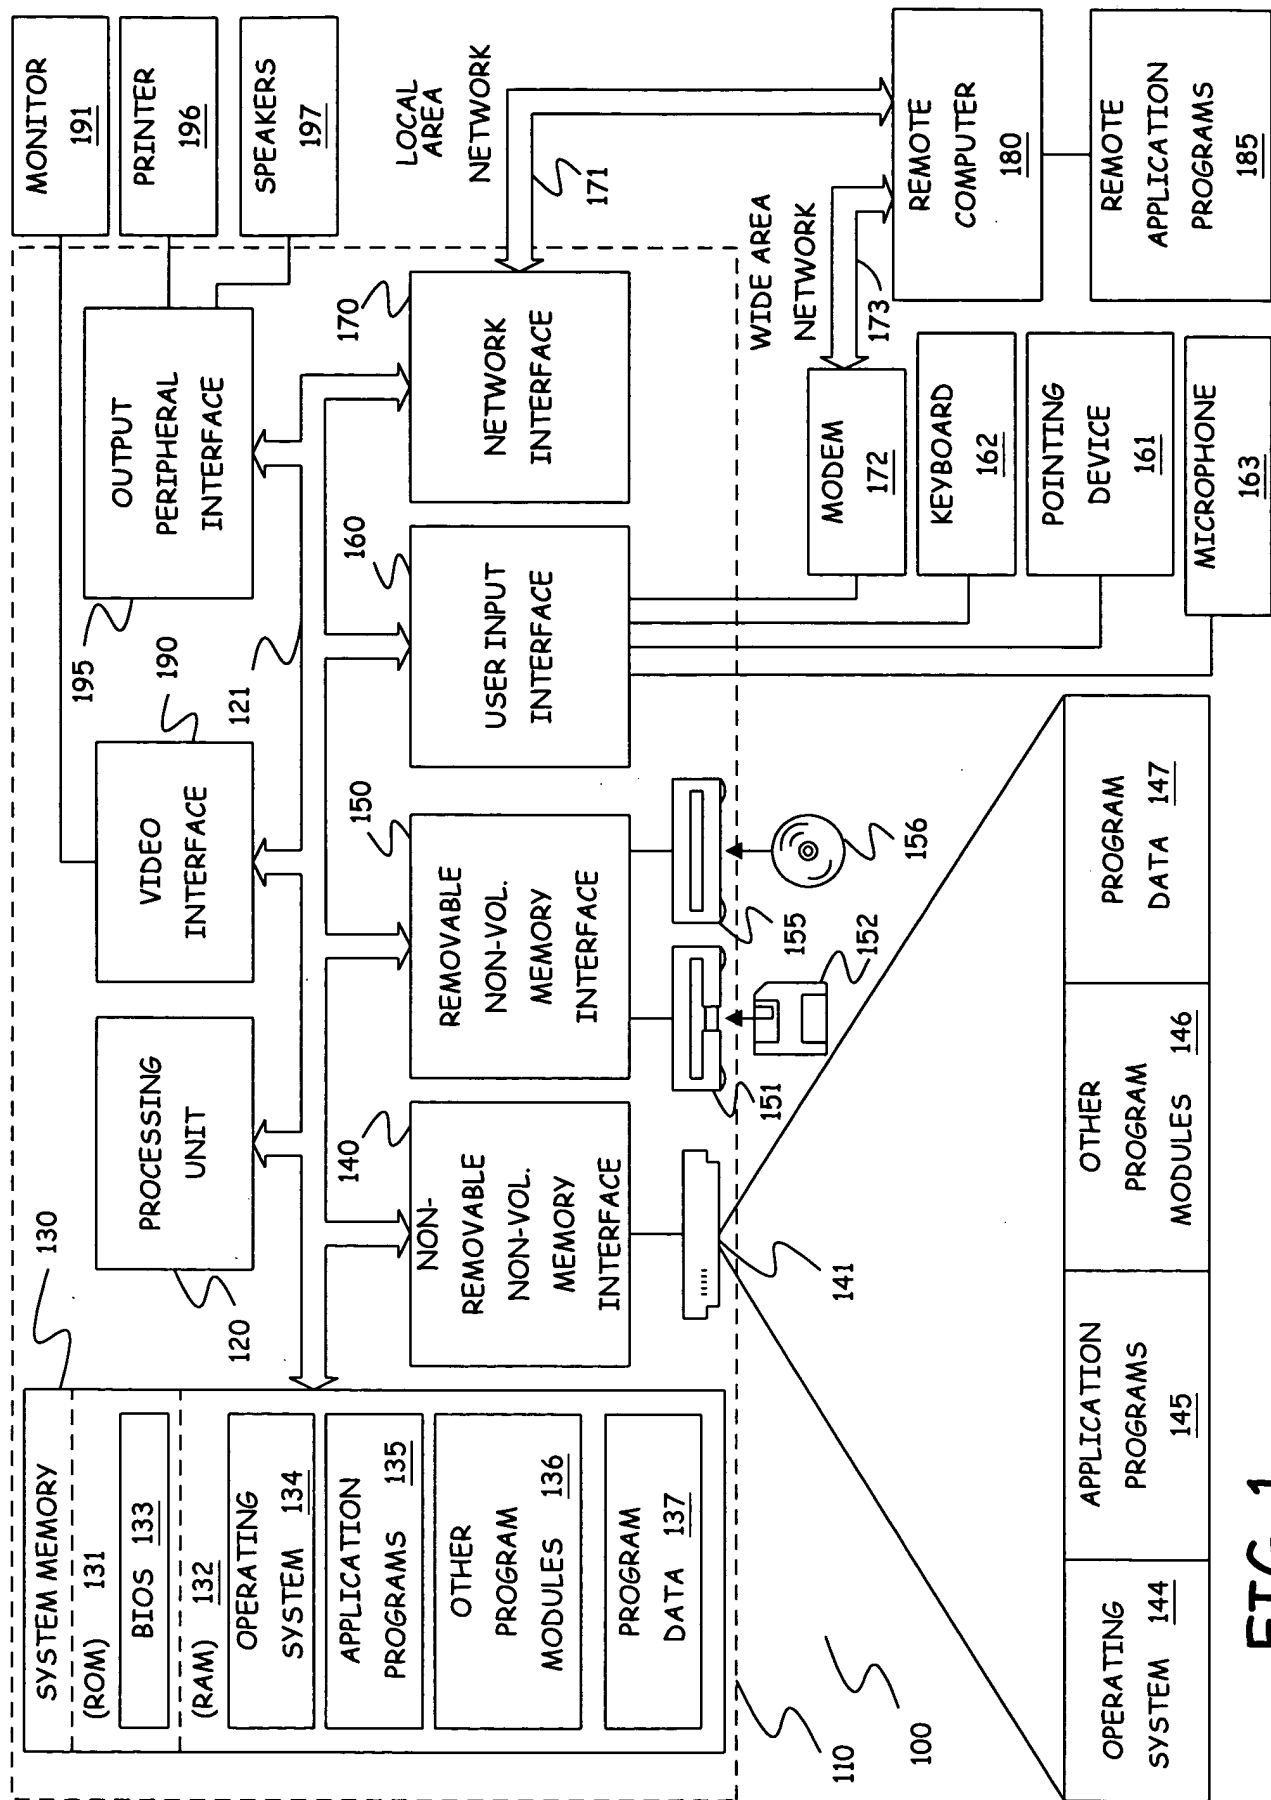 SYSTEM MEMORY
(ROM) 131
BIOS 133
(RAM) 132
OPERATING
SYSTEM 134
APPLICATION
PROGRAMS 135
OTHER
PROGRAM
MODULES 136
PROGRAM
DATA 137
130
PROCESSING
UNIT
120
VIDEO
INTERFACE
190
121
OUTPUT
PERIPHERAL
INTERFACE
195
MONITOR
191
PRINTER
196
SPEAKERS
197
NON-
REMOVABLE
NON-VOL.
MEMORY
INTERFACE
140
REMOVABLE
NON-VOL.
MEMORY
INTERFACE
150
USER INPUT
INTERFACE
160
NETWORK
INTERFACE
170
LOCAL
AREA
NETWORK
171
141
151
152
155
156
WIDE AREA
NETWORK
173
MODEM
172
KEYBOARD
162
POINTING
DEVICE
161
MICROPHONE
163
REMOTE
COMPUTER
180
REMOTE
APPLICATION
PROGRAMS
185
110
100
OPERATING
SYSTEM 144
APPLICATION
PROGRAMS
145
OTHER
PROGRAM
MODULES 146
PROGRAM
DATA 147
FIG. 1